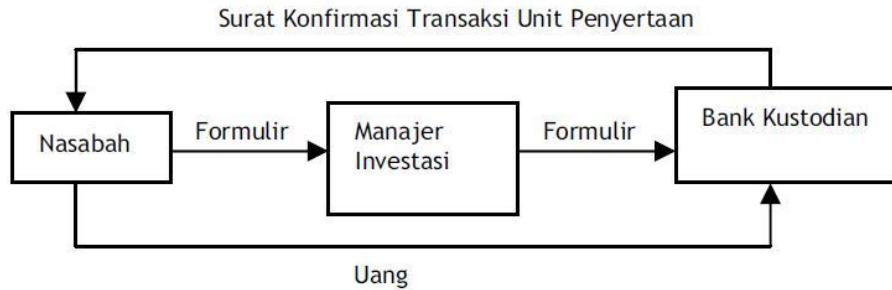 Surat Konfirmasi Transaksi Unit Penyertaan
Nasabah
Formulir
Manajer
Investasi
Formulir
Bank Kustodian
Uang